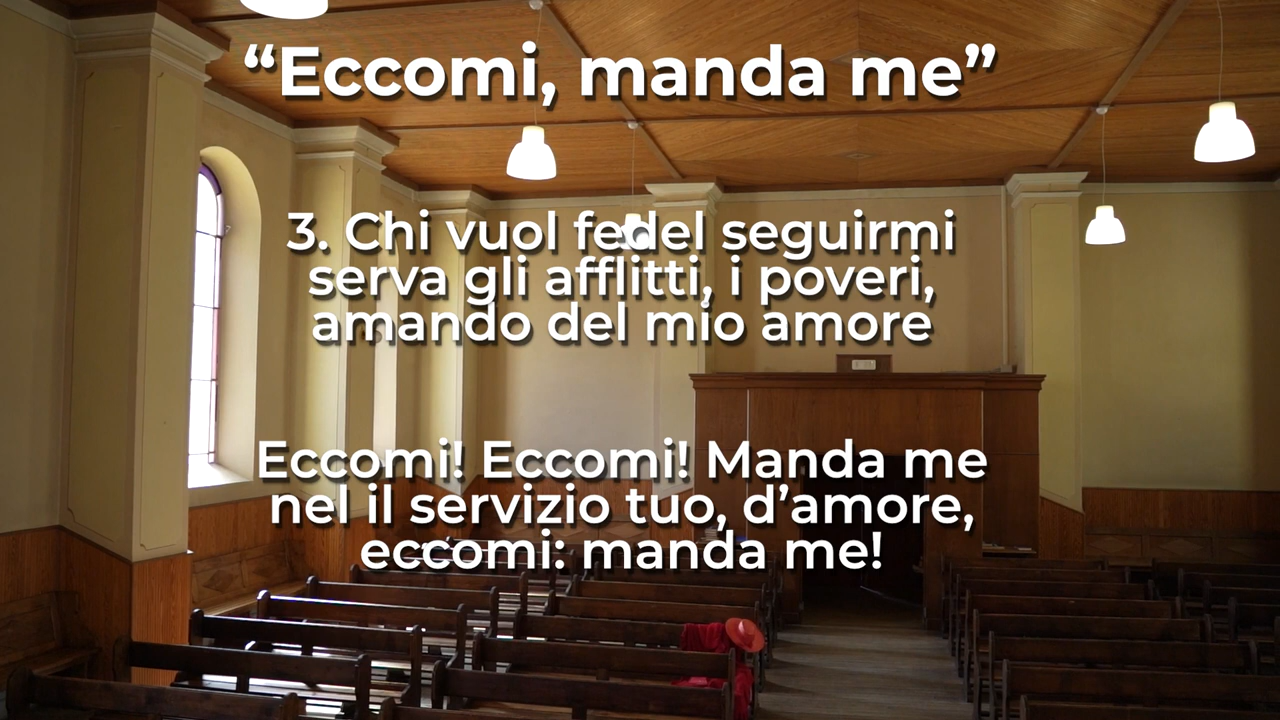 “Eccomi, manda me”
3. Chi vuol fedel seguirmi
serva gli afflitti, i poveri,
amando del mio amore
Eccomi! Eccomi! Manda me
nel il servizio tuo, d’amore,
eccomi: manda me!